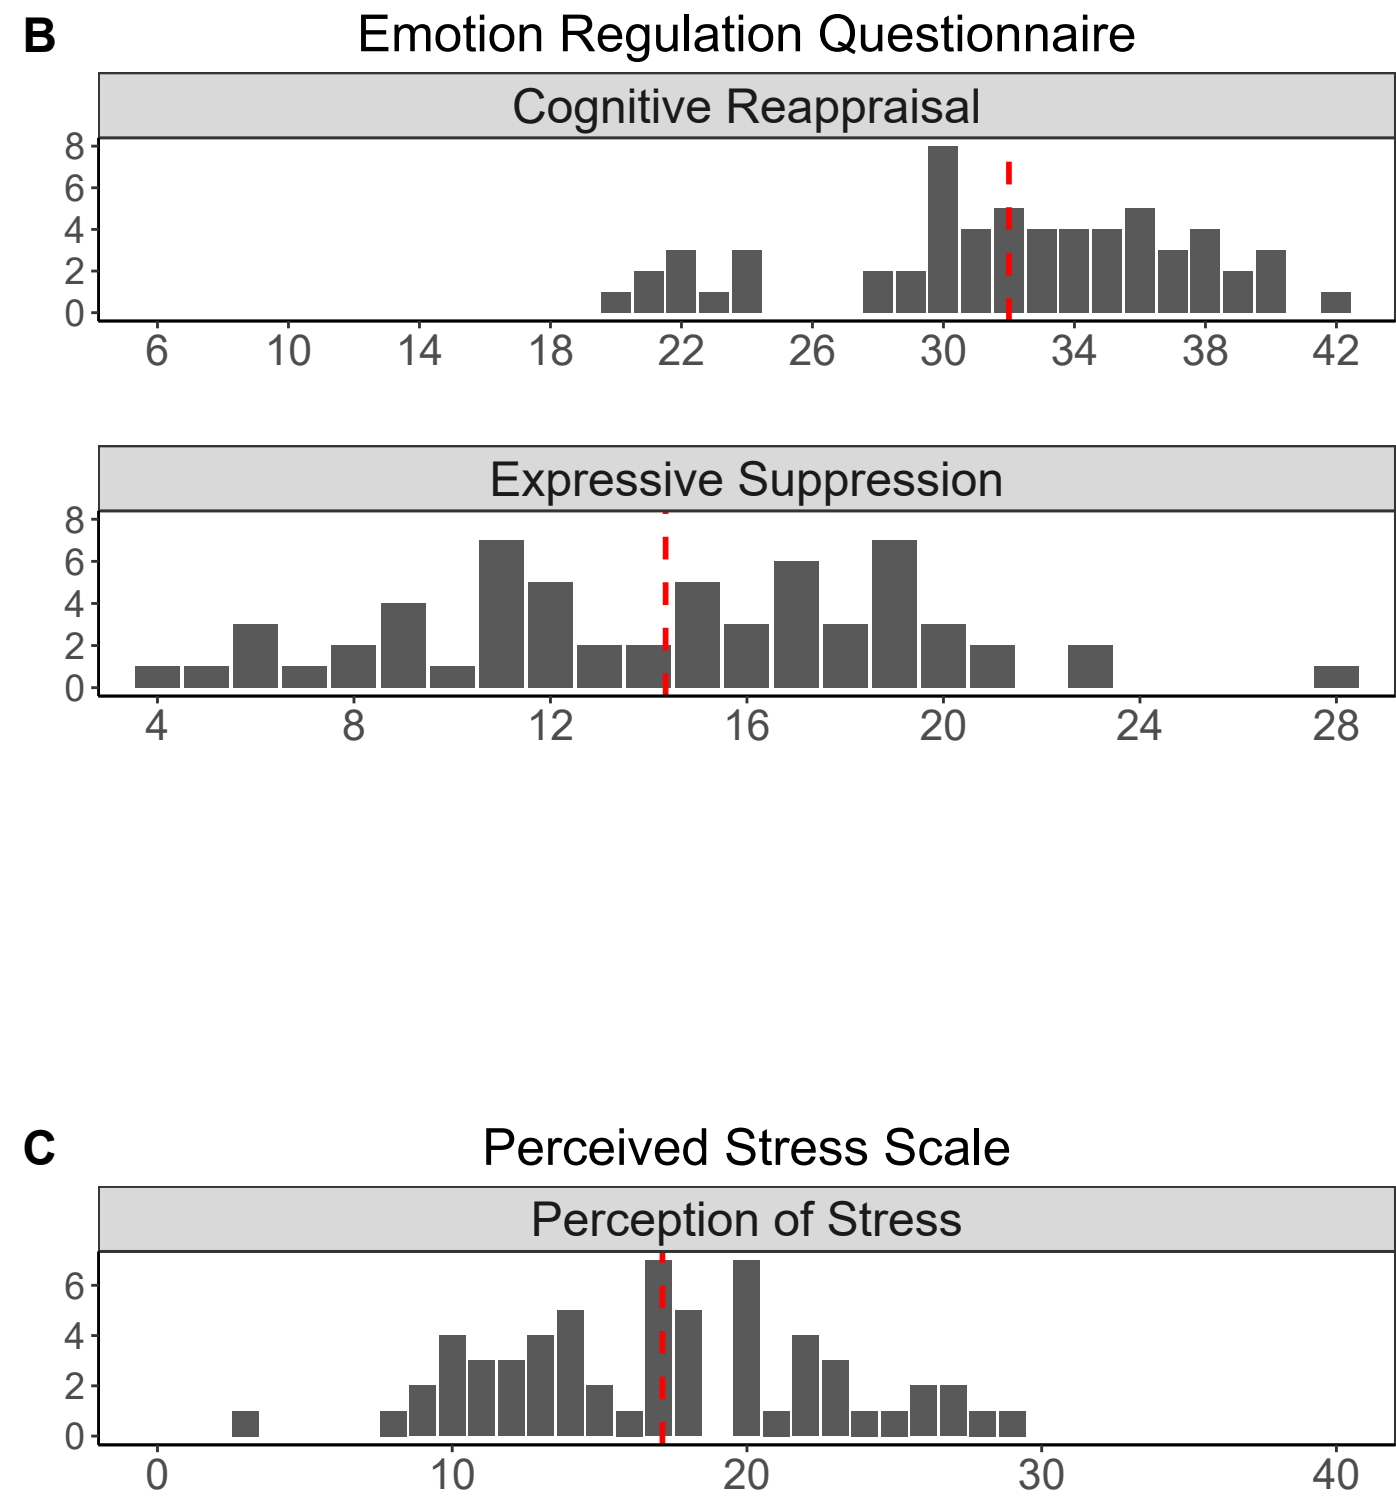 B
Emotion Regulation Questionnaire
Cognitive Reappraisal
8
6
4
2
0
6 10 14 18 22 26 30 34 38 42
Expressive Suppression
8
6
4
2
0
4 8 12 16 20 24 28
C
Perceived Stress Scale
Perception of Stress
6
4
2
0
0 10 20 30 40